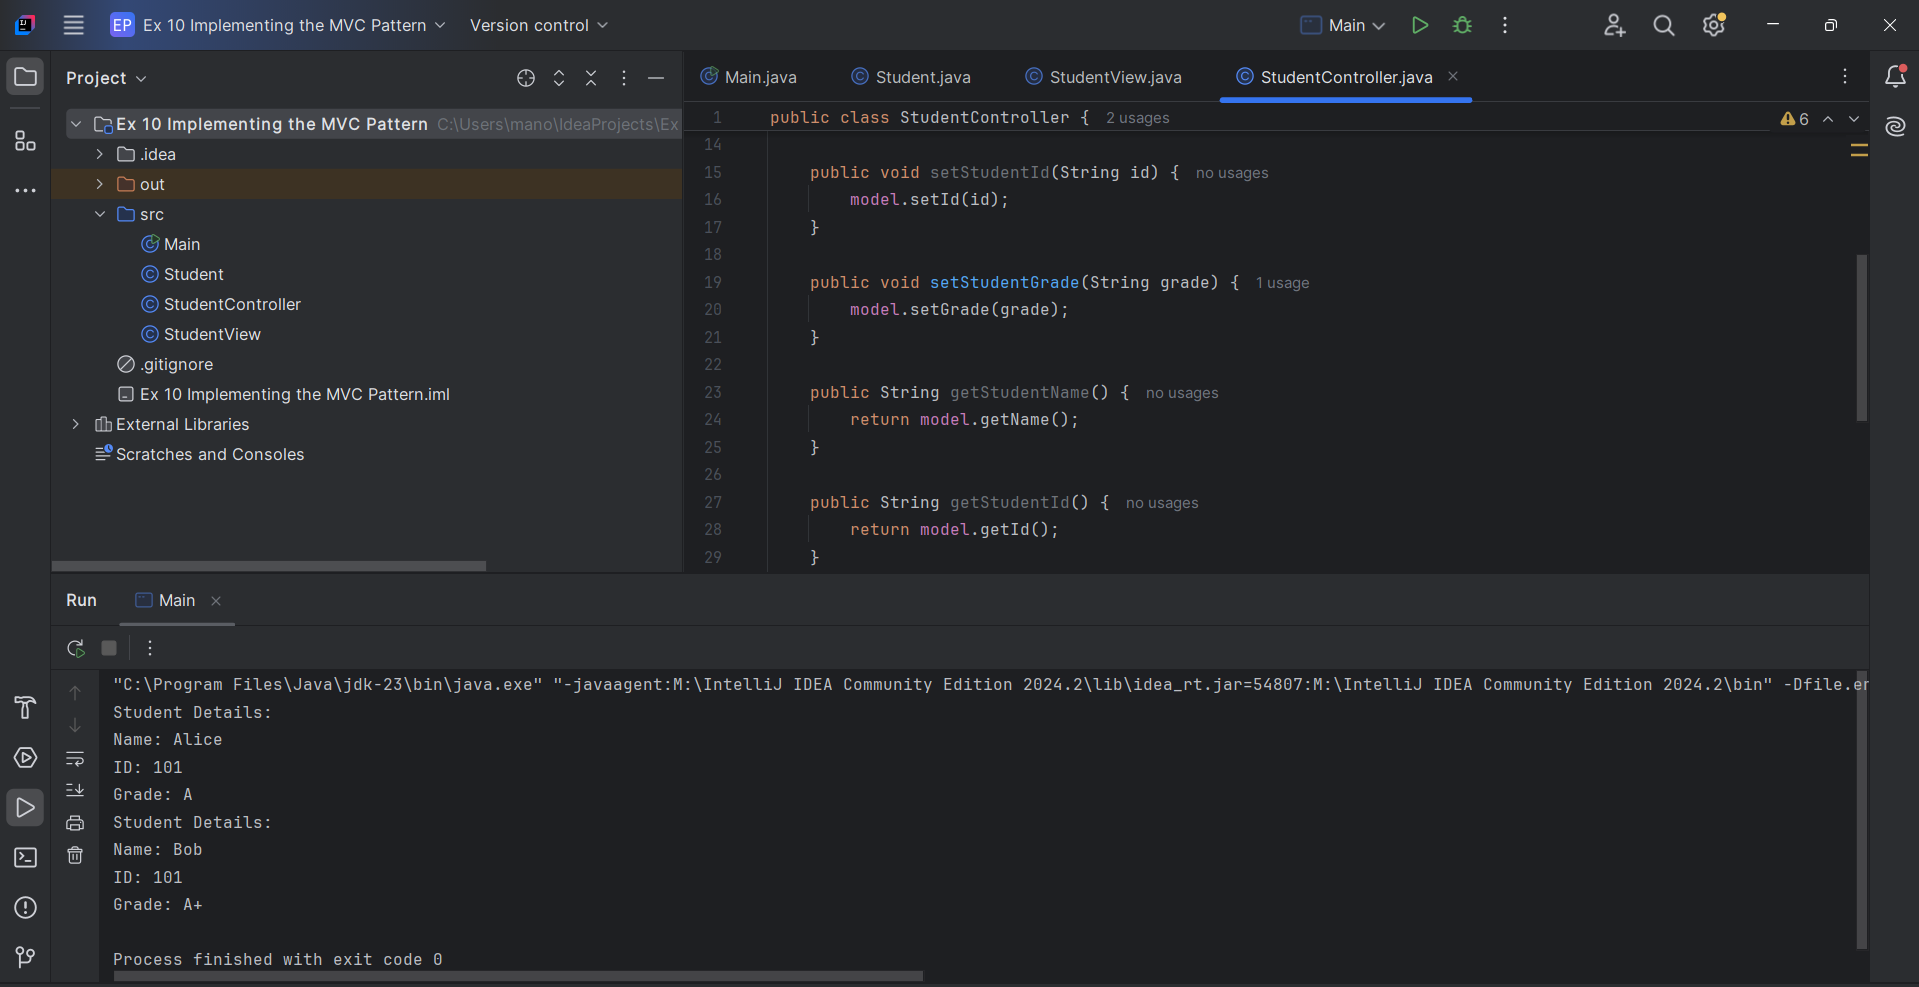 EP Ex 10 Implementing the MVC Pattern Version control Main
Project
Main.java Student.java StudentView.java StudentController.java
Ex 10 Implementing the MVC Pattern C:\Users\mano\IdeaProjects\Ex
.idea
out
src
Main
Student
StudentController
StudentView
.gitignore
Ex 10 Implementing the MVC Pattern.iml
External Libraries
Scratches and Consoles
1 public class StudentController { 2 usages
6
14
15 public void setStudentId(String id) { no usages
16 model.setId(id);
17 }
18
19 public void setStudentGrade(String grade) { 1 usage
20 model.setGrade(grade);
21 }
22
23 public String getStudentName() { no usages
24 return model.getName();
25 }
26
27 public String getStudentId() { no usages
28 return model.getId();
29 }
Run Main
"C:\Program Files\Java\jdk-23\bin\java.exe" "-javaagent:M:\IntelliJ IDEA Community Edition 2024.2\lib\idea_rt.jar=54807:M:\IntelliJ IDEA Community Edition 2024.2\bin" -Dfile.en
Student Details:
Name: Alice
ID: 101
Grade: A
Student Details:
Name: Bob
ID: 101
Grade: A+
Process finished with exit code 0